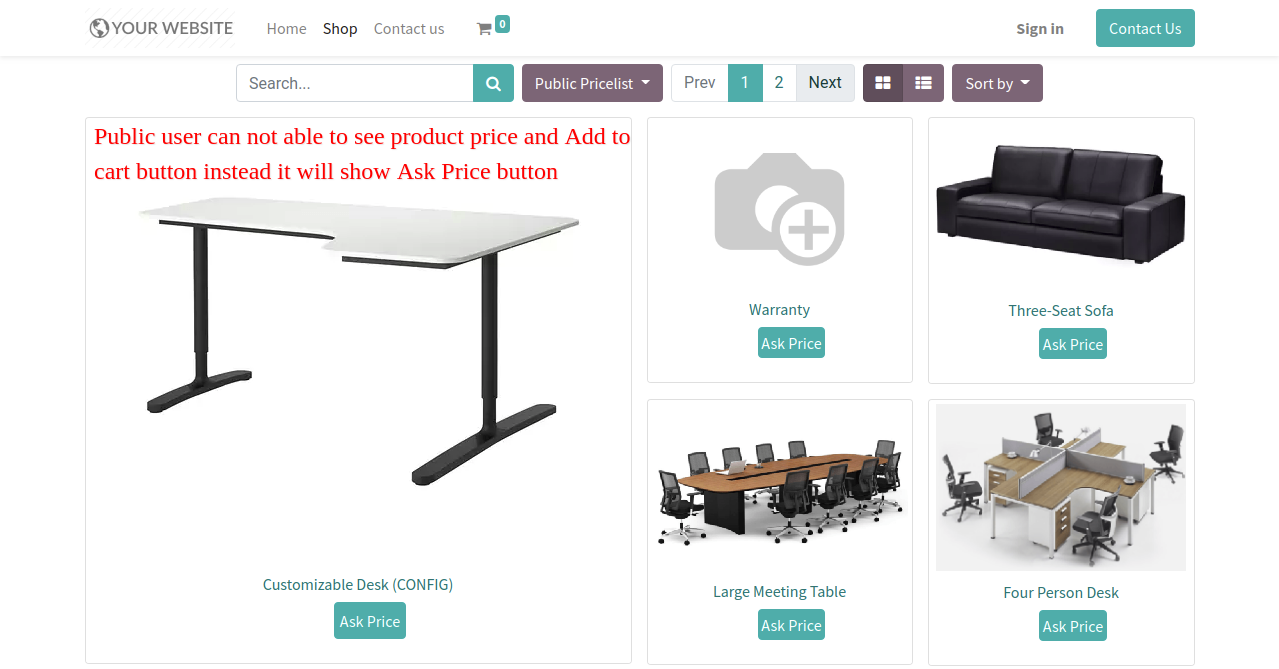 YOUR WEBSITE Home Shop Contact us 0 Sign in Contact Us
Search... Public Pricelist Prev 1 2 Next Sort by
Public user can not able to see product price and Add to
cart button instead it will show Ask Price button
Warranty
Ask Price
Three-Seat Sofa
Ask Price
Customizable Desk (CONFIG)
Ask Price
Large Meeting Table
Ask Price
Four Person Desk
Ask Price